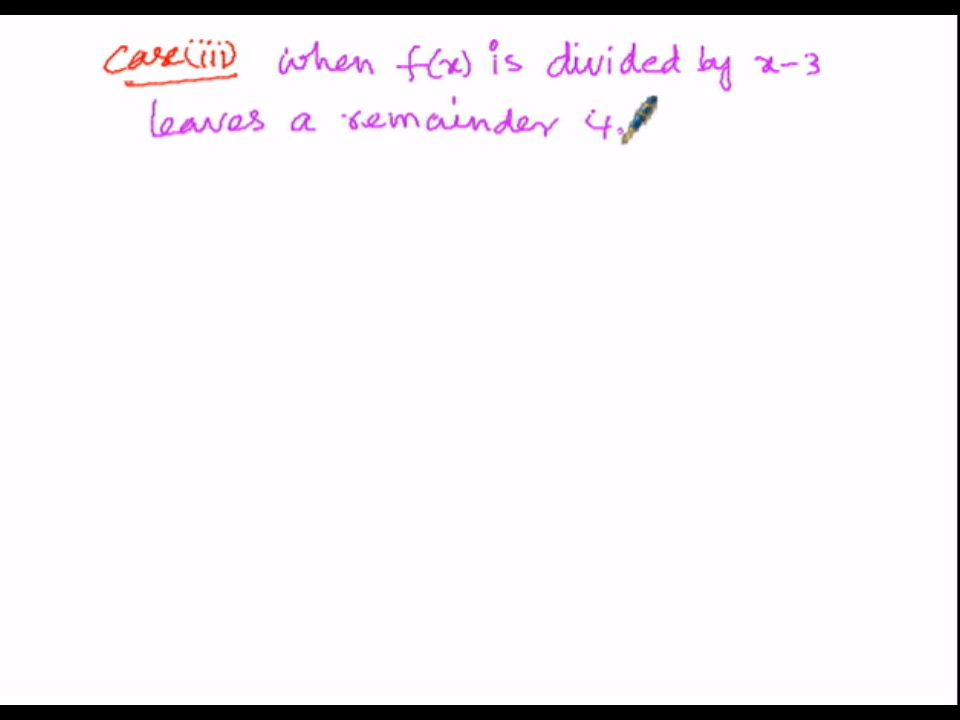 Case(iii) when f(x) is divided by x-3
leaves a remainder 4.